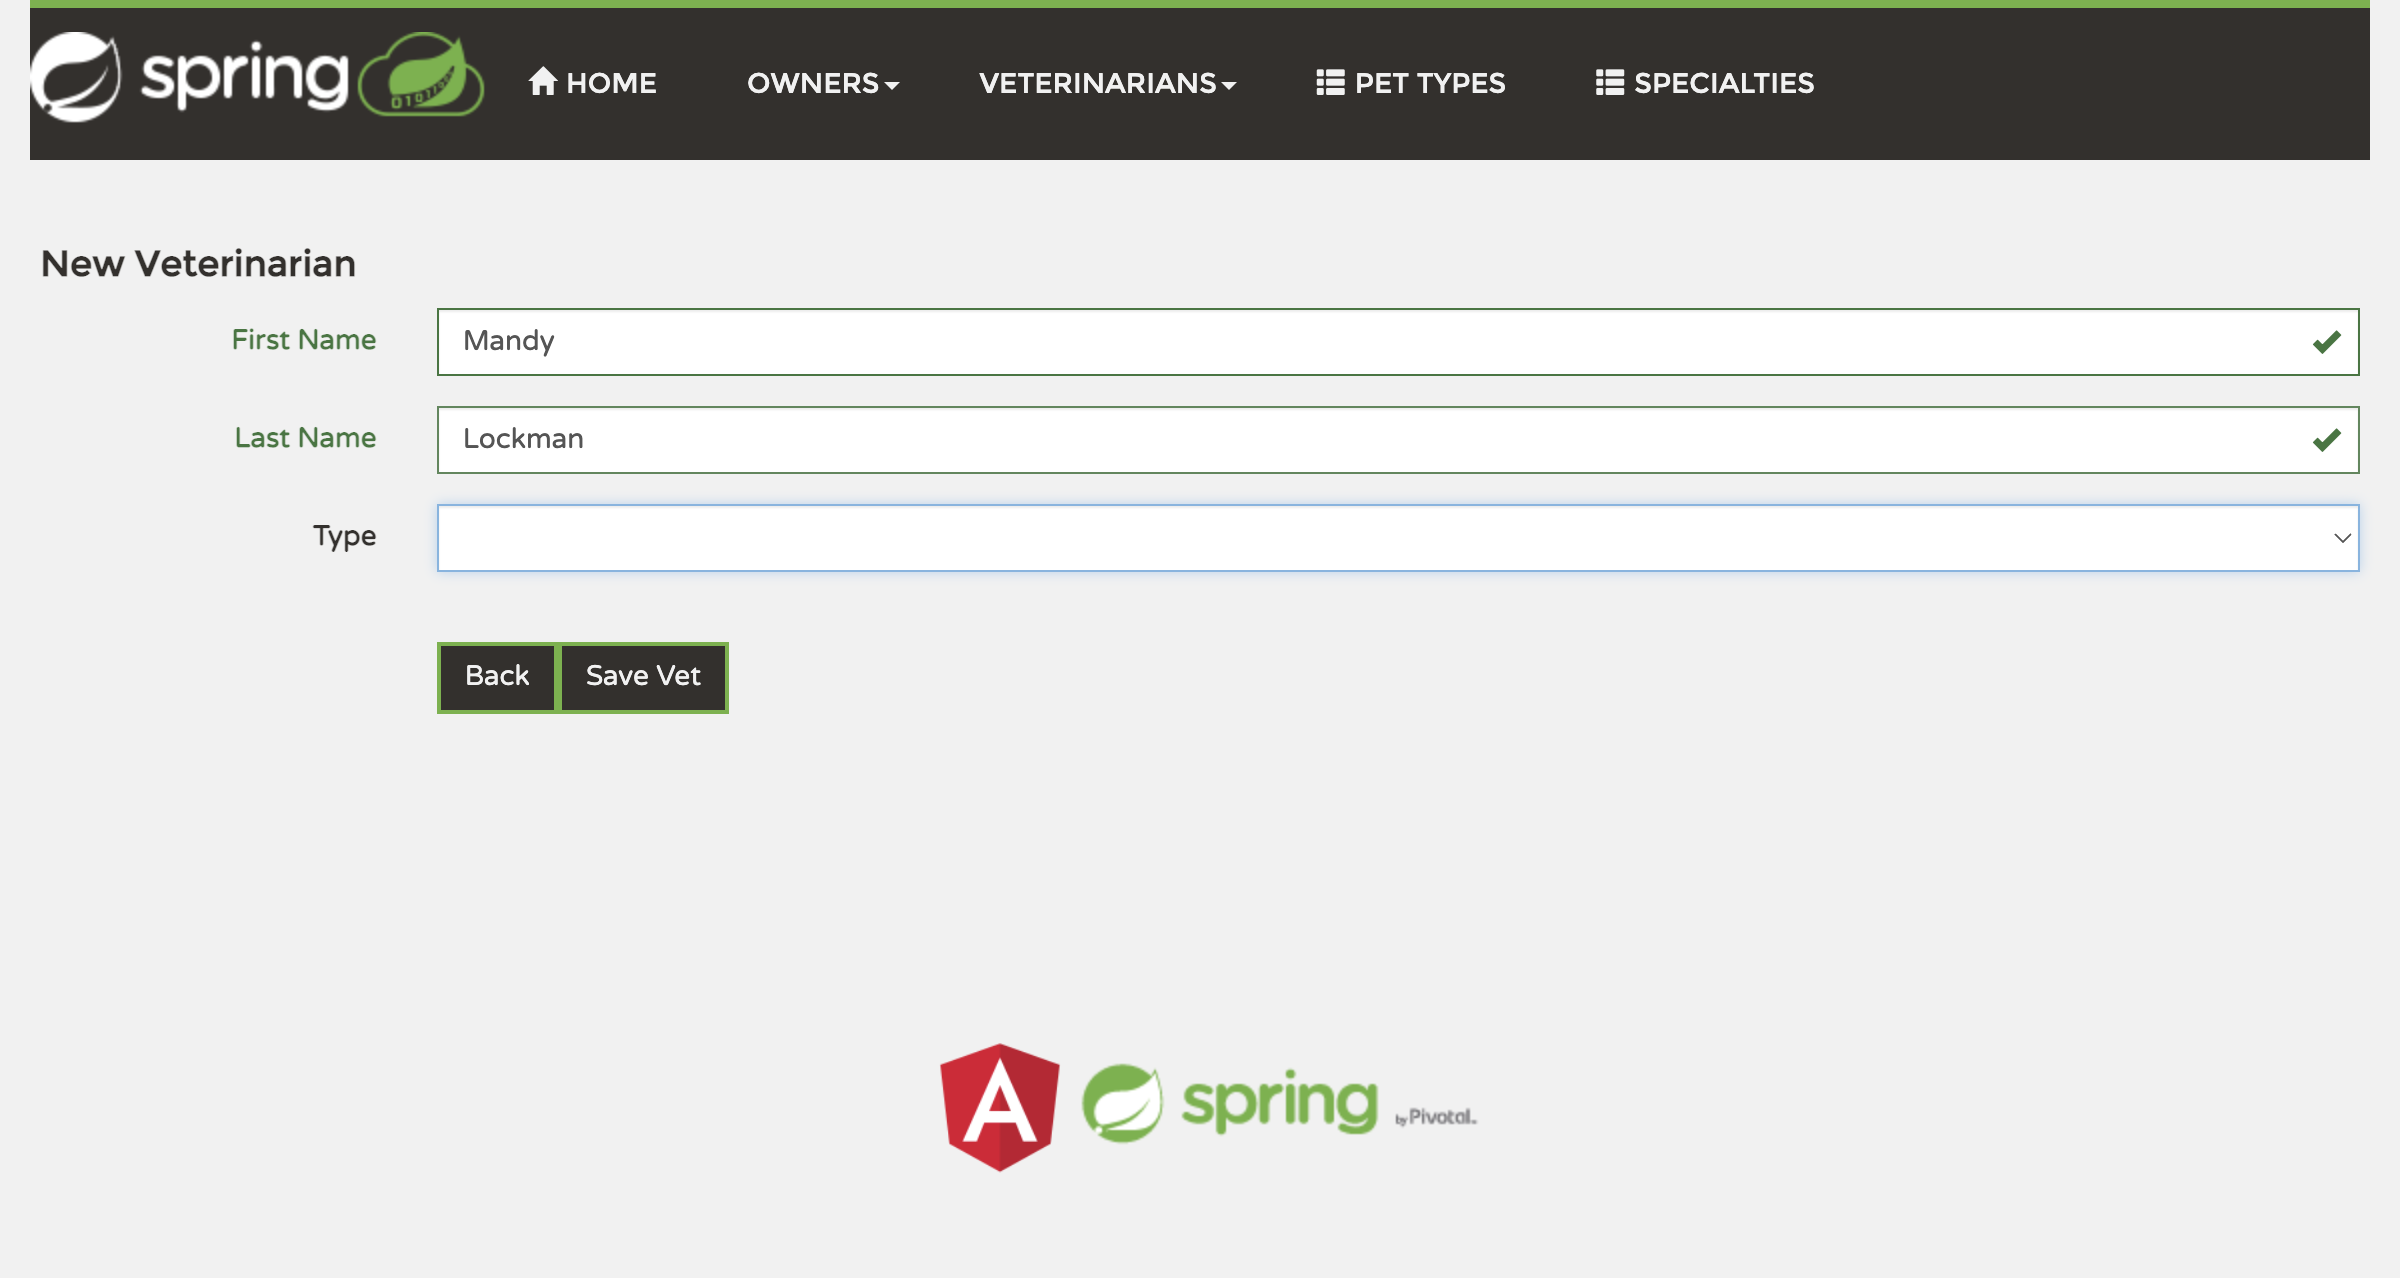 spring HOME OWNERS VETERINARIANS PET TYPES SPECIALTIES
New Veterinarian
First Name Mandy
Last Name Lockman
Type
Back Save Vet
A spring by Pivotal.